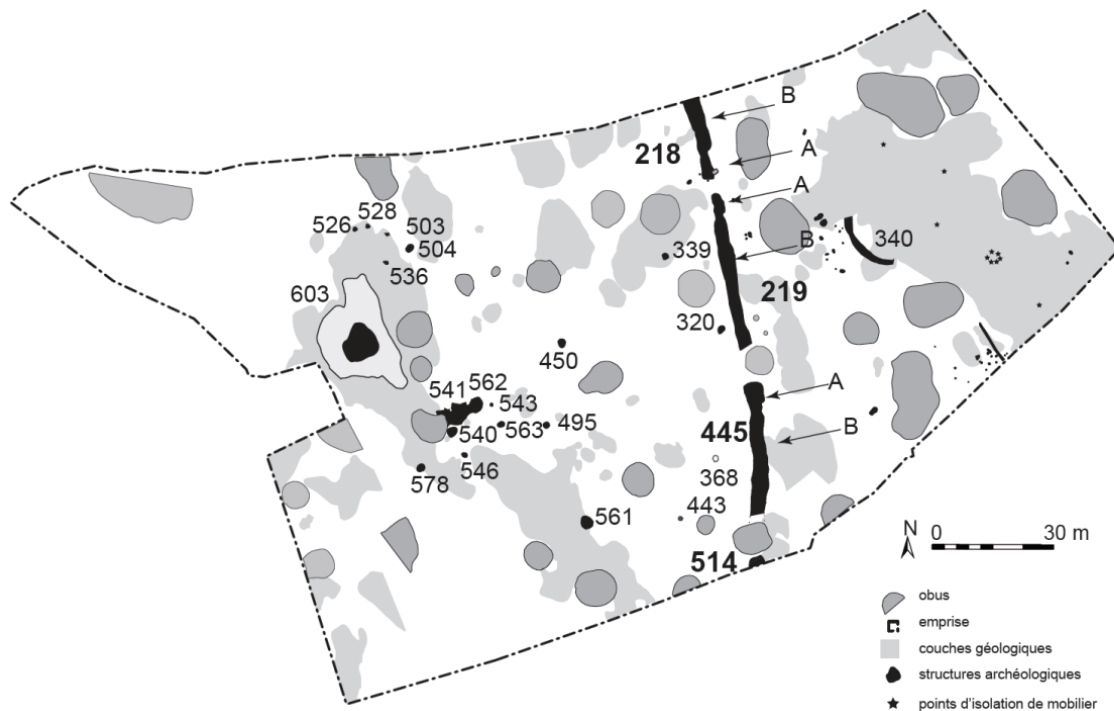 B
218
A
A
526
528
503
504
339
B
340
536
603
219
320
450
541
562
A
543
445
B
540
563
495
546
368
578
443
561
N
0
30 m
514
obus
emprise
couches géologiques
structures archéologiques
points d'isolation de mobilier